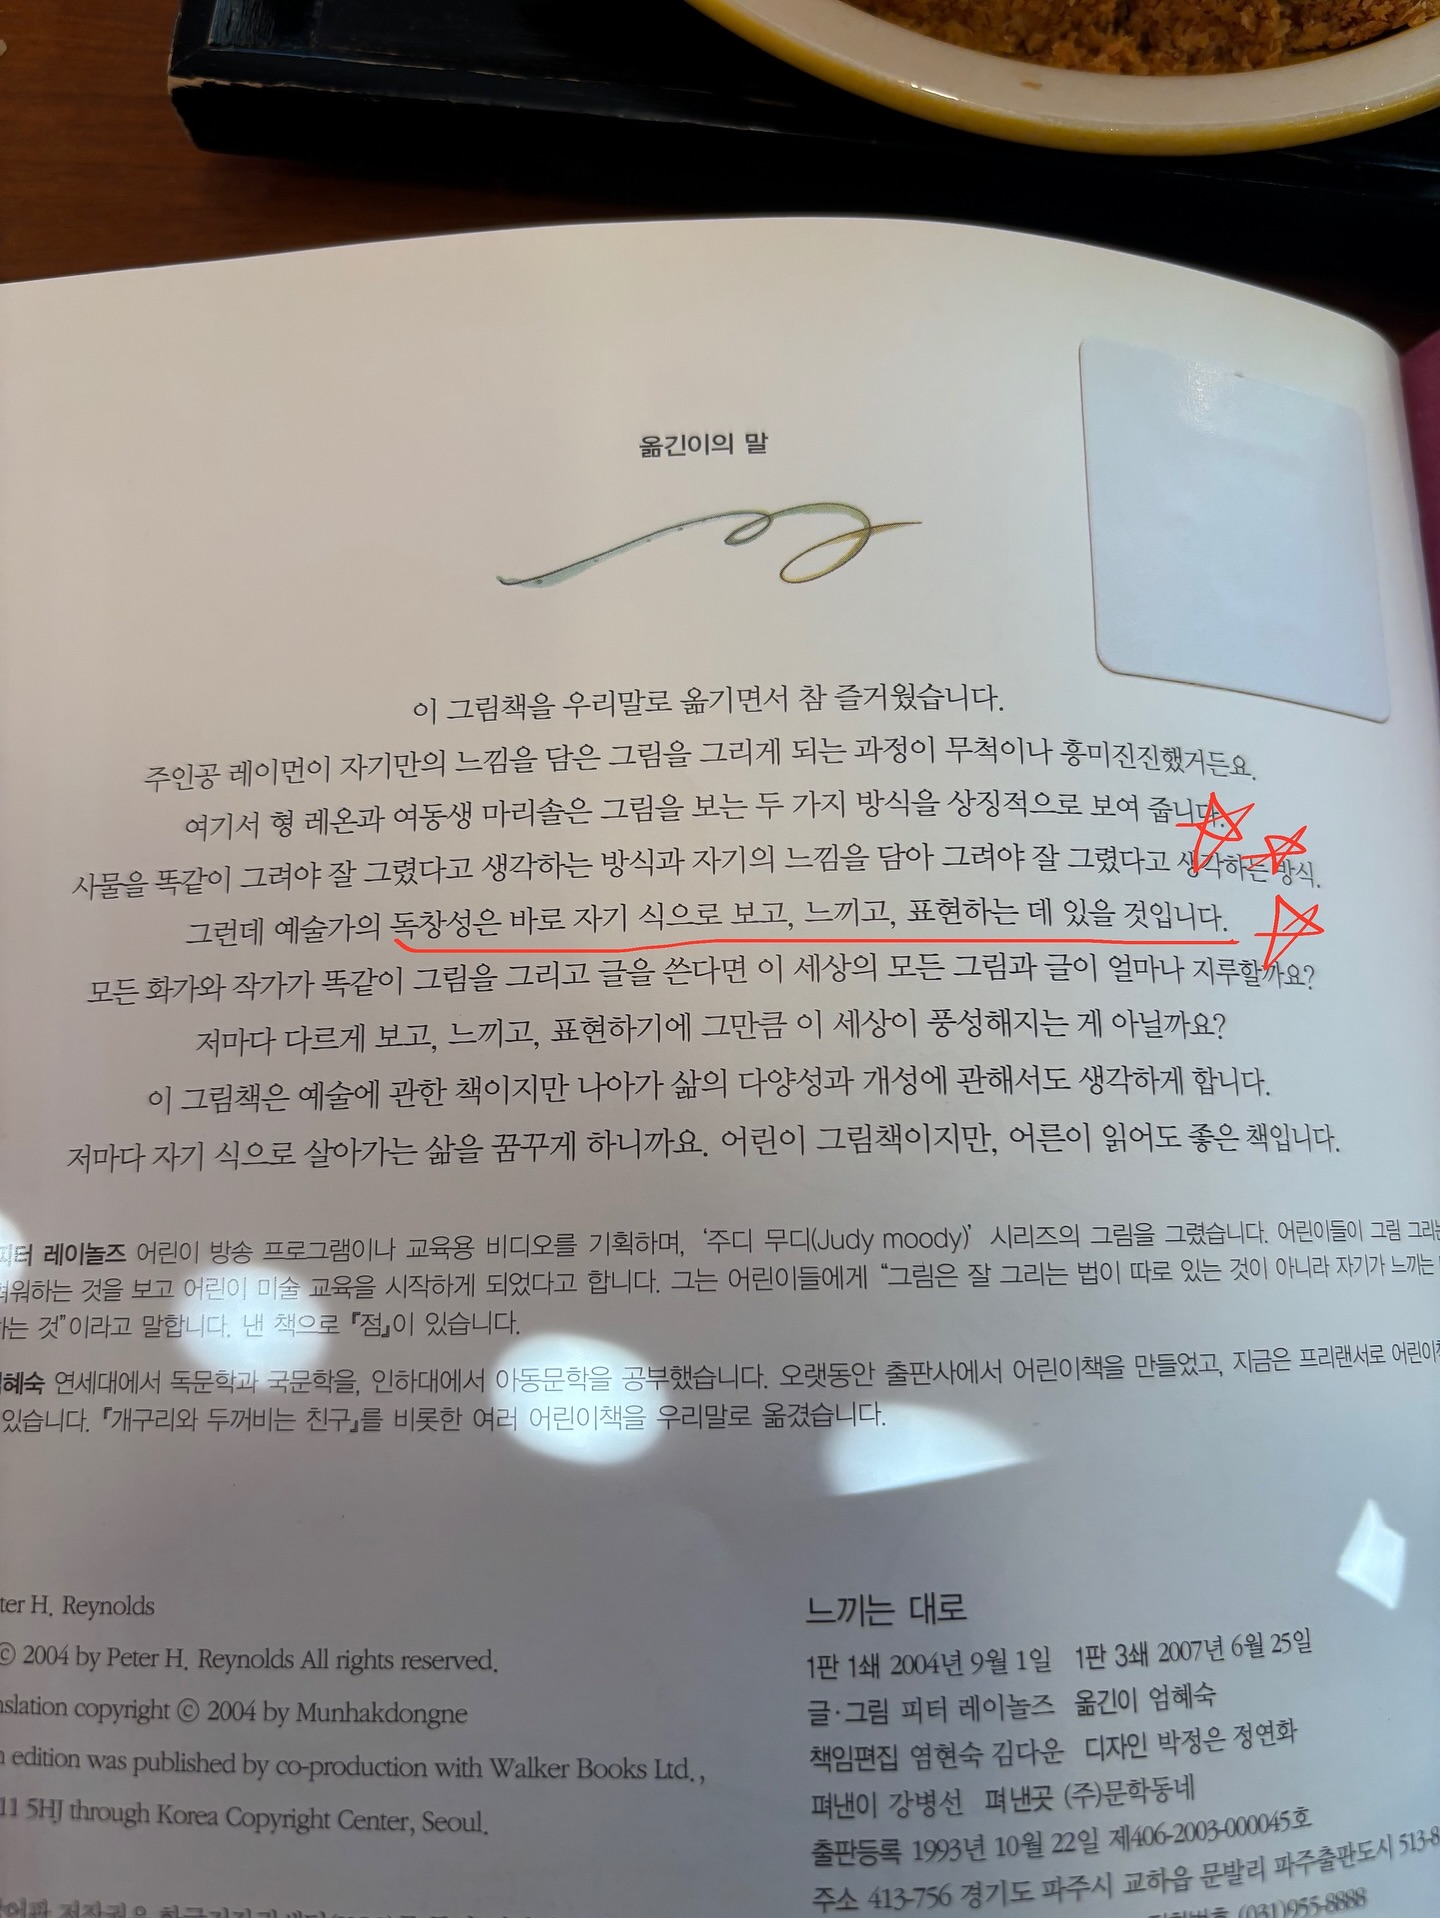 옮긴이의 말
이 그림책을 우리말로 옮기면서 참 즐거웠습니다.
주인공 레이먼이 자기만의 느낌을 담은 그림을 그리게 되는 과정이 무척이나 흥미진진했거든요.
여기서 형 레온과 여동생 마리솔은 그림을 보는 두 가지 방식을 상징적으로 보여 줍니다.
사물을 똑같이 그려야 잘 그렸다고 생각하는 방식과 자기의 느낌을 담아 그려야 잘 그렸다고 생각하는 방식.
그런데 예술가의 독창성은 바로 자기 식으로 보고, 느끼고, 표현하는 데 있을 것입니다.
모든 화가와 작가가 똑같이 그림을 그리고 글을 쓴다면 이 세상의 모든 그림과 글이 얼마나 지루할까요?
저마다 다르게 보고, 느끼고, 표현하기에 그만큼 이 세상이 풍성해지는 게 아닐까요?
이 그림책은 예술에 관한 책이지만 나아가 삶의 다양성과 개성에 관해서도 생각하게 합니다.
저마다 자기 식으로 살아가는 삶을 꿈꾸게 하니까요. 어린이 그림책이지만, 어른이 읽어도 좋은 책입니다.
피터 레이놀즈 어린이 방송 프로그램이나 교육용 비디오를 기획하며, ‘주디 무디(Judy moody)’ 시리즈의 그림을 그렸습니다. 어린이들이 그림
것을 보고 어린이 미술 교육을 시작하게 되었다고 합니다. 그는 어린이들에게 “그림은 잘 그리는 법이 따로 있는 것이 아니라 자기가 느끼는
것”이라고 말합니다. 낸 책으로 『점』이 있습니다.
혜숙 연세대에서 독문학과 국문학을, 인하대에서 아동문학을 공부했습니다. 오랫동안 출판사에서 어린이책을 만들었고, 지금은 프리랜서로
있습니다. 『개구리와 두꺼비는 친구』를 비롯한 여러 어린이책을 우리말로 옮겼습니다.
ter H. Reynolds
© 2004 by Peter H. Reynolds All rights reserved.
nslation copyright © 2004 by Munhakdongne
edition was published by co-production with Walker Books Ltd.,
11 5HJ through Korea Copyright Center, Seoul.
느끼는 대로
1판 1쇄 2004년 9월 1일 1판 3쇄 2007년 6월 25일
글·그림 피터 레이놀즈 옮긴이 엄혜숙
책임편집 염현숙 김다운 디자인 박정은 정연화
펴낸이 강병선 펴낸곳 (주)문학동네
출판등록 1993년 10월 22일 제406-2003-000045호
주소 413-756 경기도 파주시 교하읍 문발리 파주출판도시 513-8
(031)955-8888